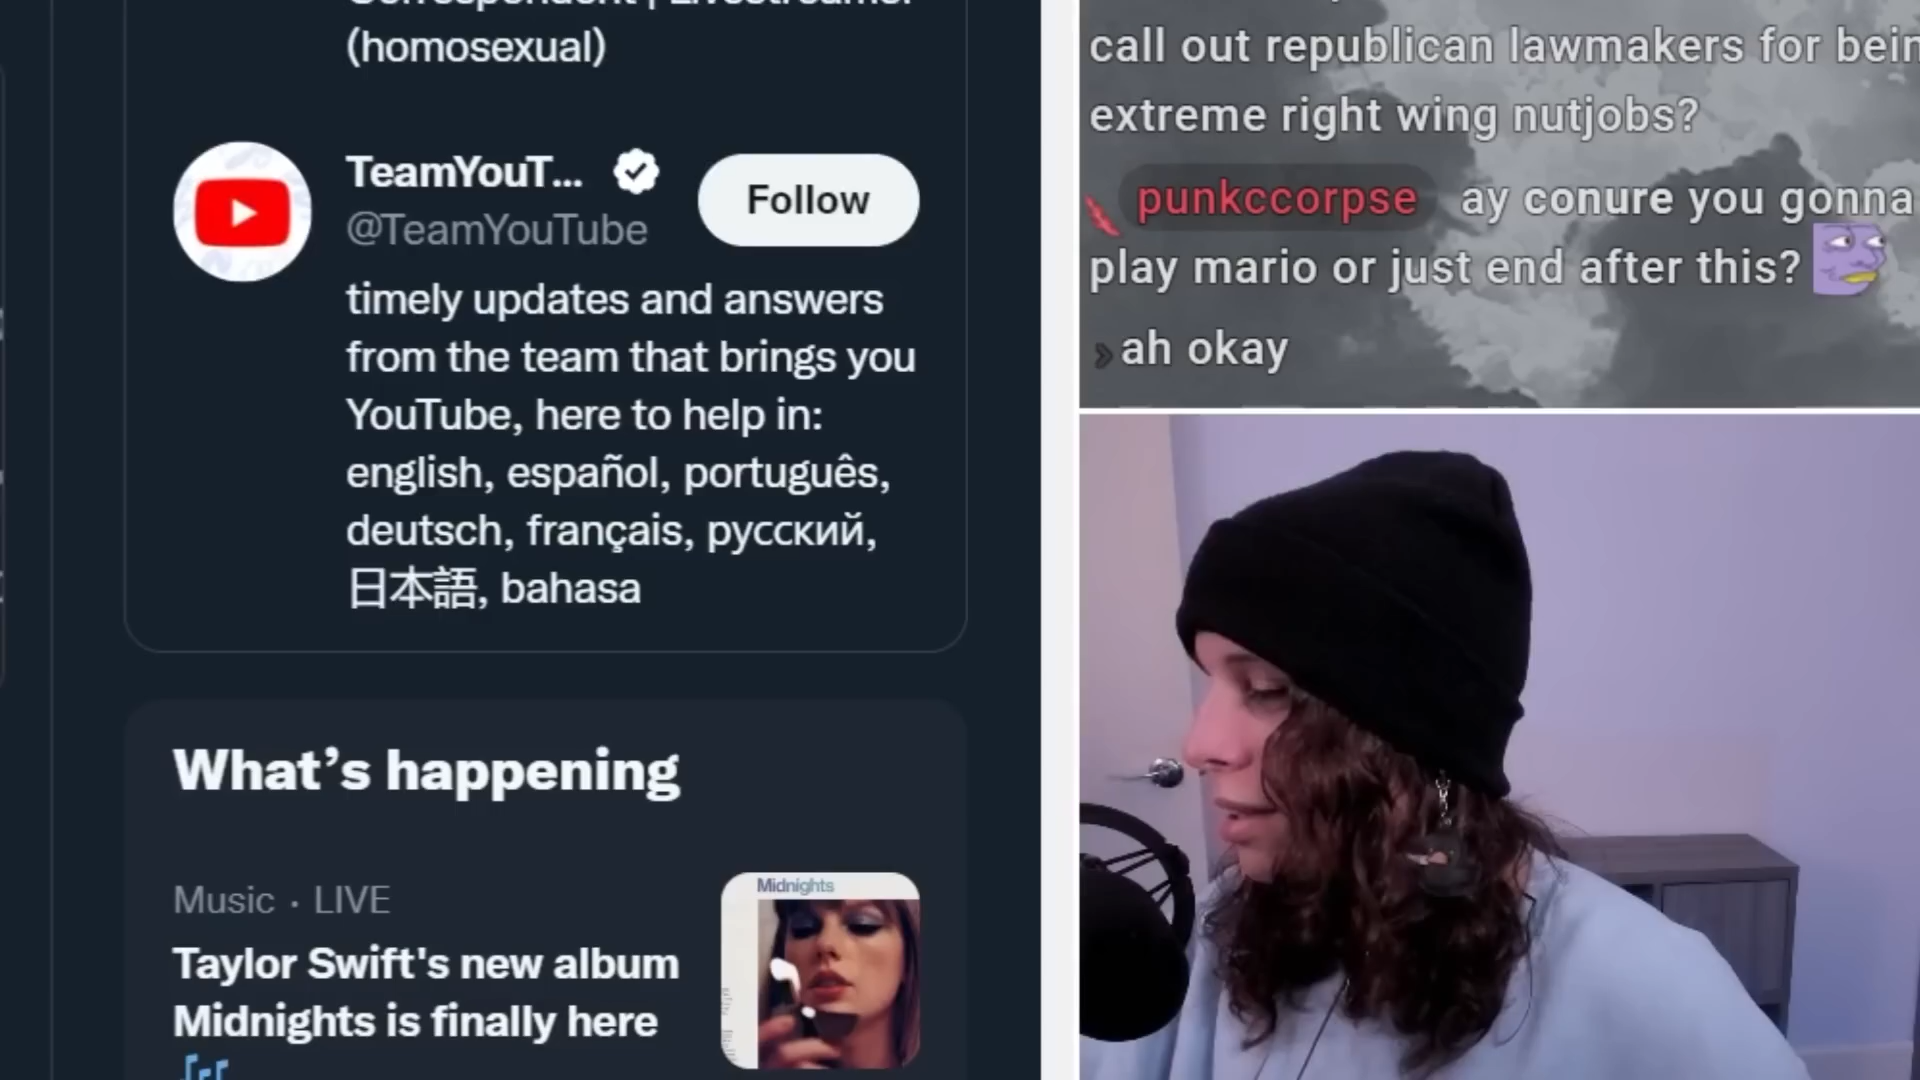 (homosexual)
TeamYouT...
@TeamYouTube
Follow
timely updates and answers
from the team that brings you
YouTube, here to help in:
english, español, português,
deutsch, français, русский,
日本語, bahasa
What’s happening
Music · LIVE
Taylor Swift's new album
Midnights is finally here
Midnights
call out republican lawmakers for bein
extreme right wing nutjobs?
punkccorpse ay conure you gonna
play mario or just end after this?
ah okay